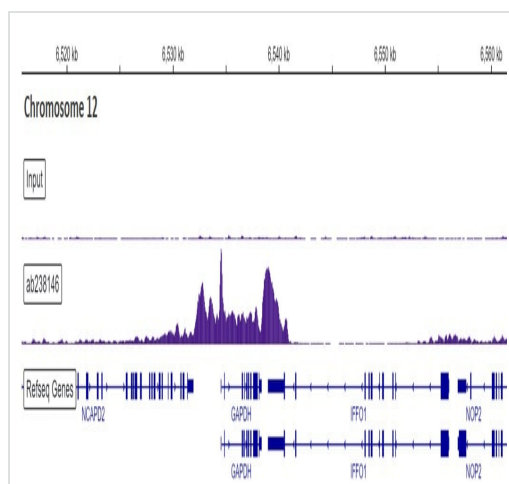 6,520 kb 6,530 kb 6,540 kb 6,550 kb 6,560 kb
Chromosome 12
Input
ab238146
Refseq Genes
NCAPD2 GAPDH IFFO1 NOP2
GAPDH IFFO1 NOP2